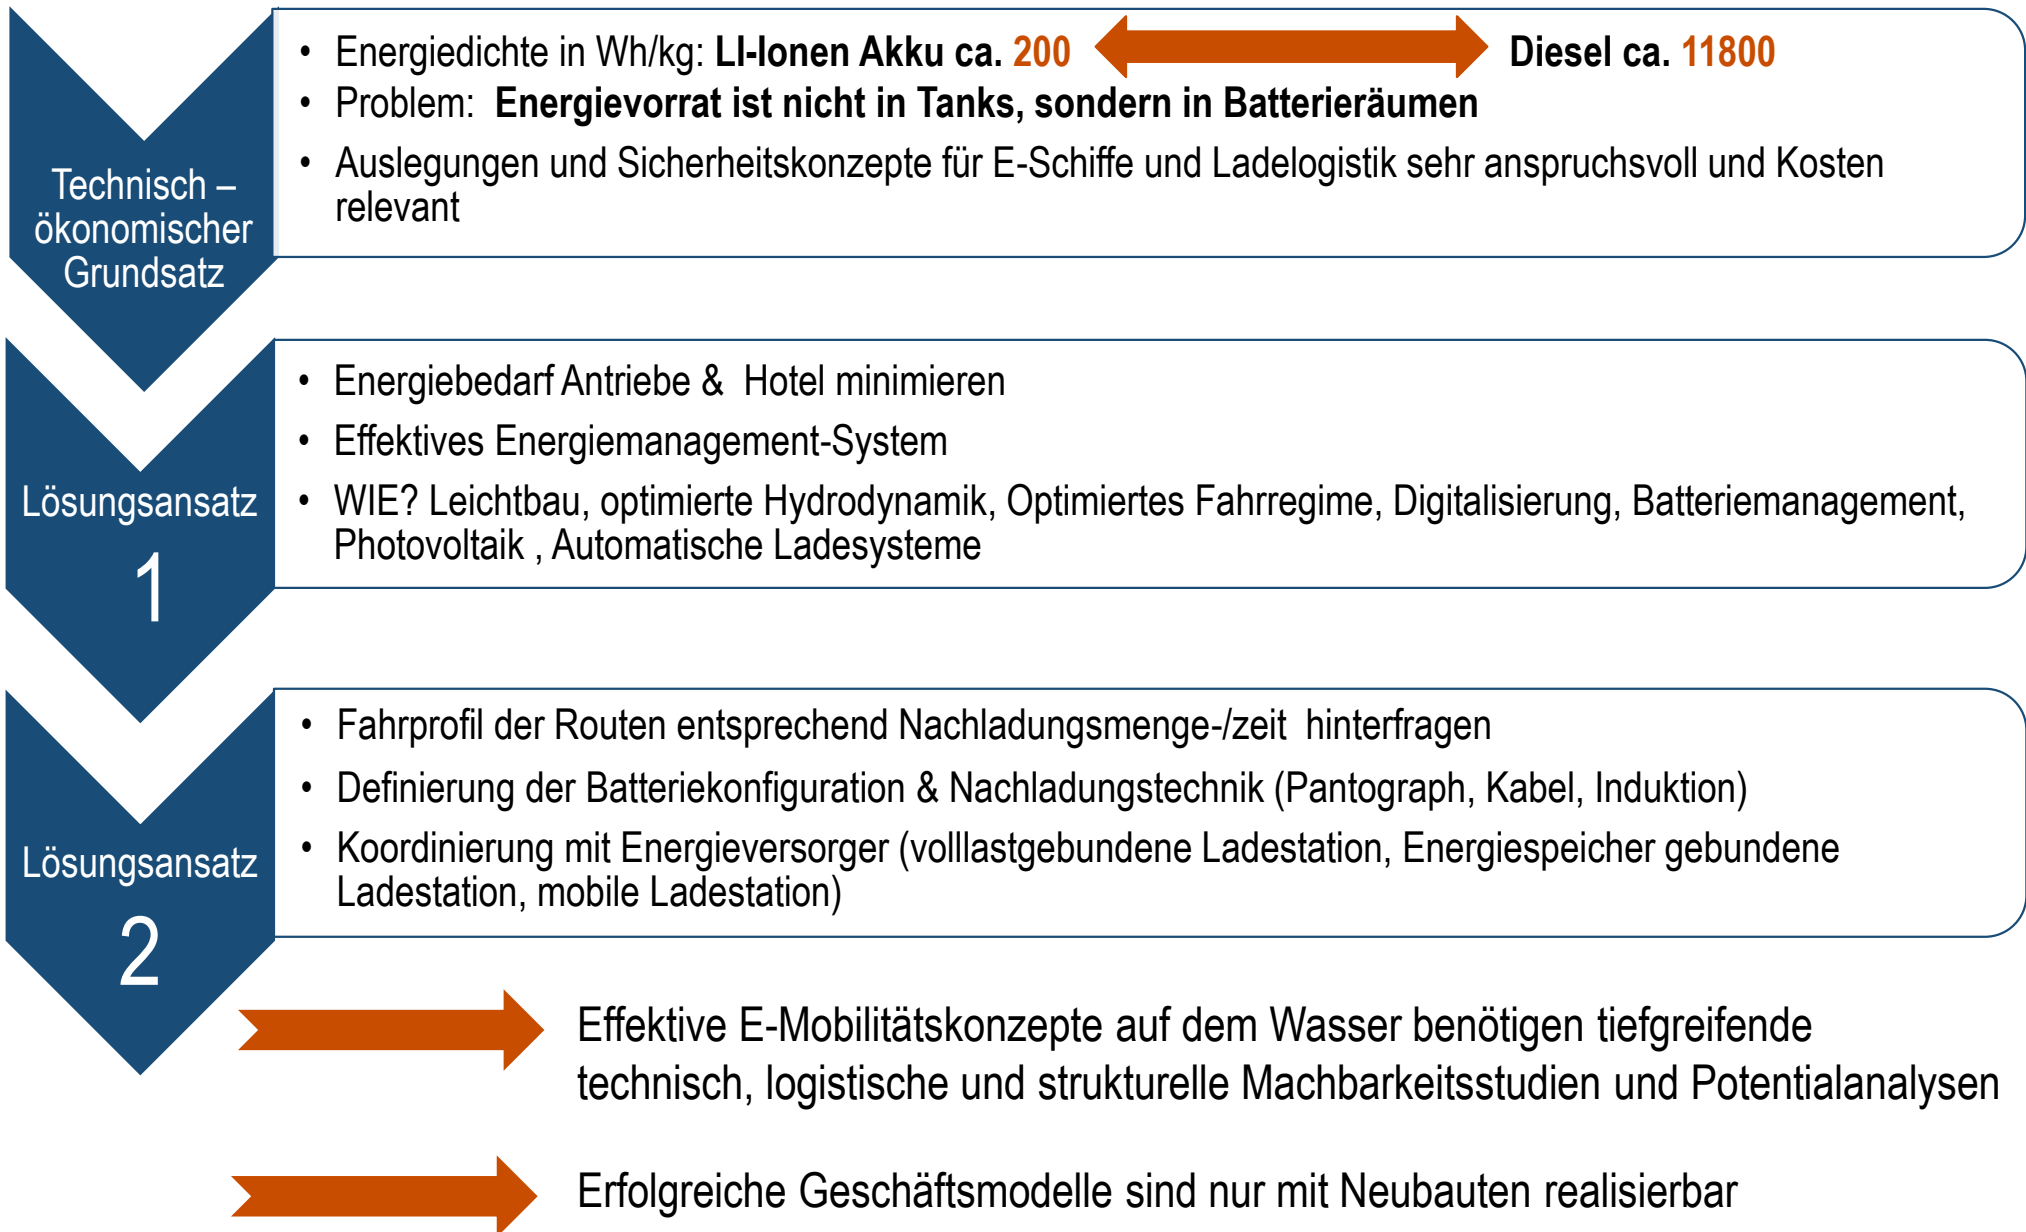 Technisch –
ökonomischer
Grundsatz
• Energiedichte in Wh/kg: LI-Ionen Akku ca. 200 Diesel ca. 11800
• Problem: Energievorrat ist nicht in Tanks, sondern in Batterieräumen
• Auslegungen und Sicherheitskonzepte für E-Schiffe und Ladelogistik sehr anspruchsvoll und Kosten
relevant
Lösungsansatz
1
• Energiebedarf Antriebe & Hotel minimieren
• Effektives Energiemanagement-System
• WIE? Leichtbau, optimierte Hydrodynamik, Optimiertes Fahrregime, Digitalisierung, Batteriemanagement,
Photovoltaik , Automatische Ladesysteme
Lösungsansatz
2
• Fahrprofil der Routen entsprechend Nachladungsmenge-/zeit hinterfragen
• Definierung der Batteriekonfiguration & Nachladungstechnik (Pantograph, Kabel, Induktion)
• Koordinierung mit Energieversorger (volllastgebundene Ladestation, Energiespeicher gebundene
Ladestation, mobile Ladestation)
Effektive E-Mobilitätskonzepte auf dem Wasser benötigen tiefgreifende
technisch, logistische und strukturelle Machbarkeitsstudien und Potentialanalysen
Erfolgreiche Geschäftsmodelle sind nur mit Neubauten realisierbar